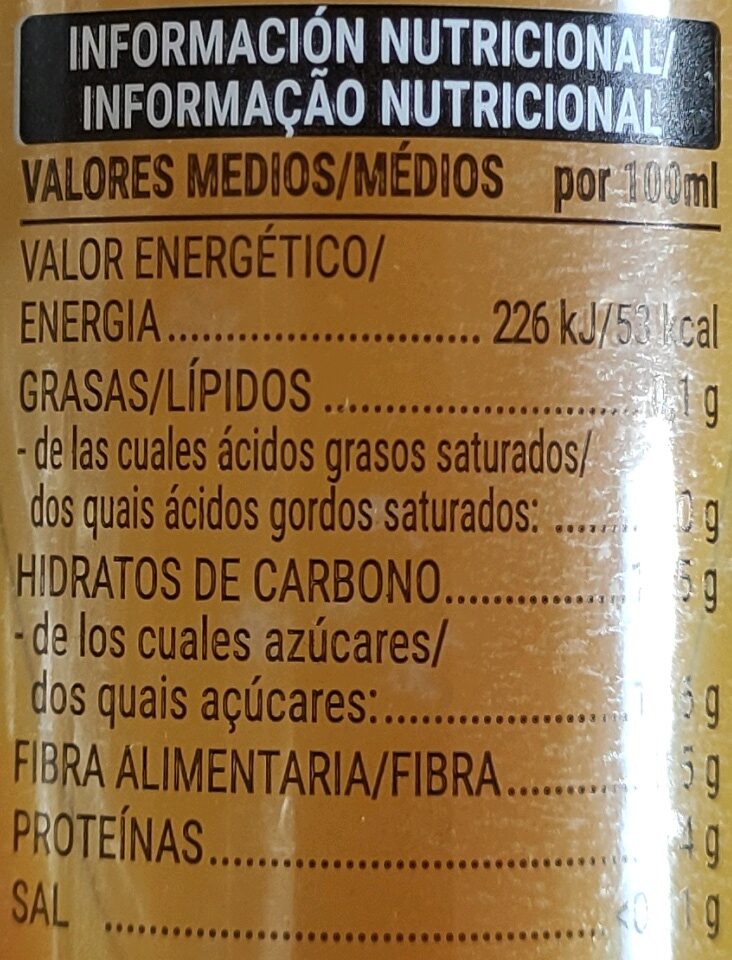 INFORMACIÓN NUTRICIONAL/
INFORMAÇÃO NUTRICIONAL
VALORES MEDIOS/MÉDIOS por 100ml
VALOR ENERGÉTICO/
ENERGIA.............................. 226 kJ/53 kcal
GRASAS/LÍPIDOS .............................. g
- de las cuales ácidos grasos saturados/
dos quais ácidos gordos saturados: ......... g
HIDRATOS DE CARBONO................... g
- de los cuales azúcares/
dos quais açúcares:......................... g
FIBRA ALIMENTARIA/FIBRA............. g
PROTEÍNAS........................................ g
SAL ................................................ g